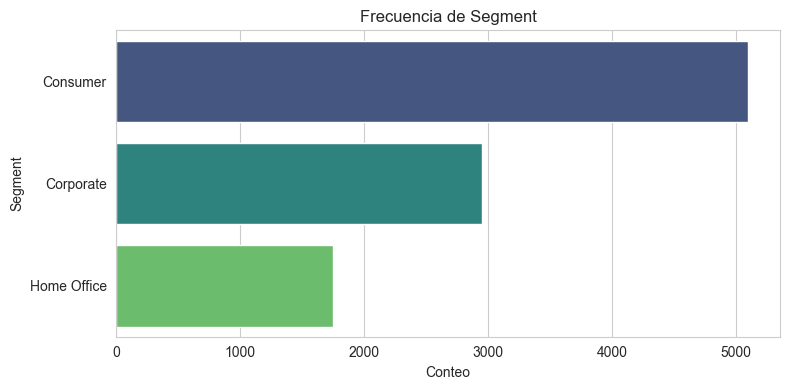 Frecuencia de Segment
Segment
Consumer
Corporate
Home Office
0 1000 2000 3000 4000 5000
Conteo